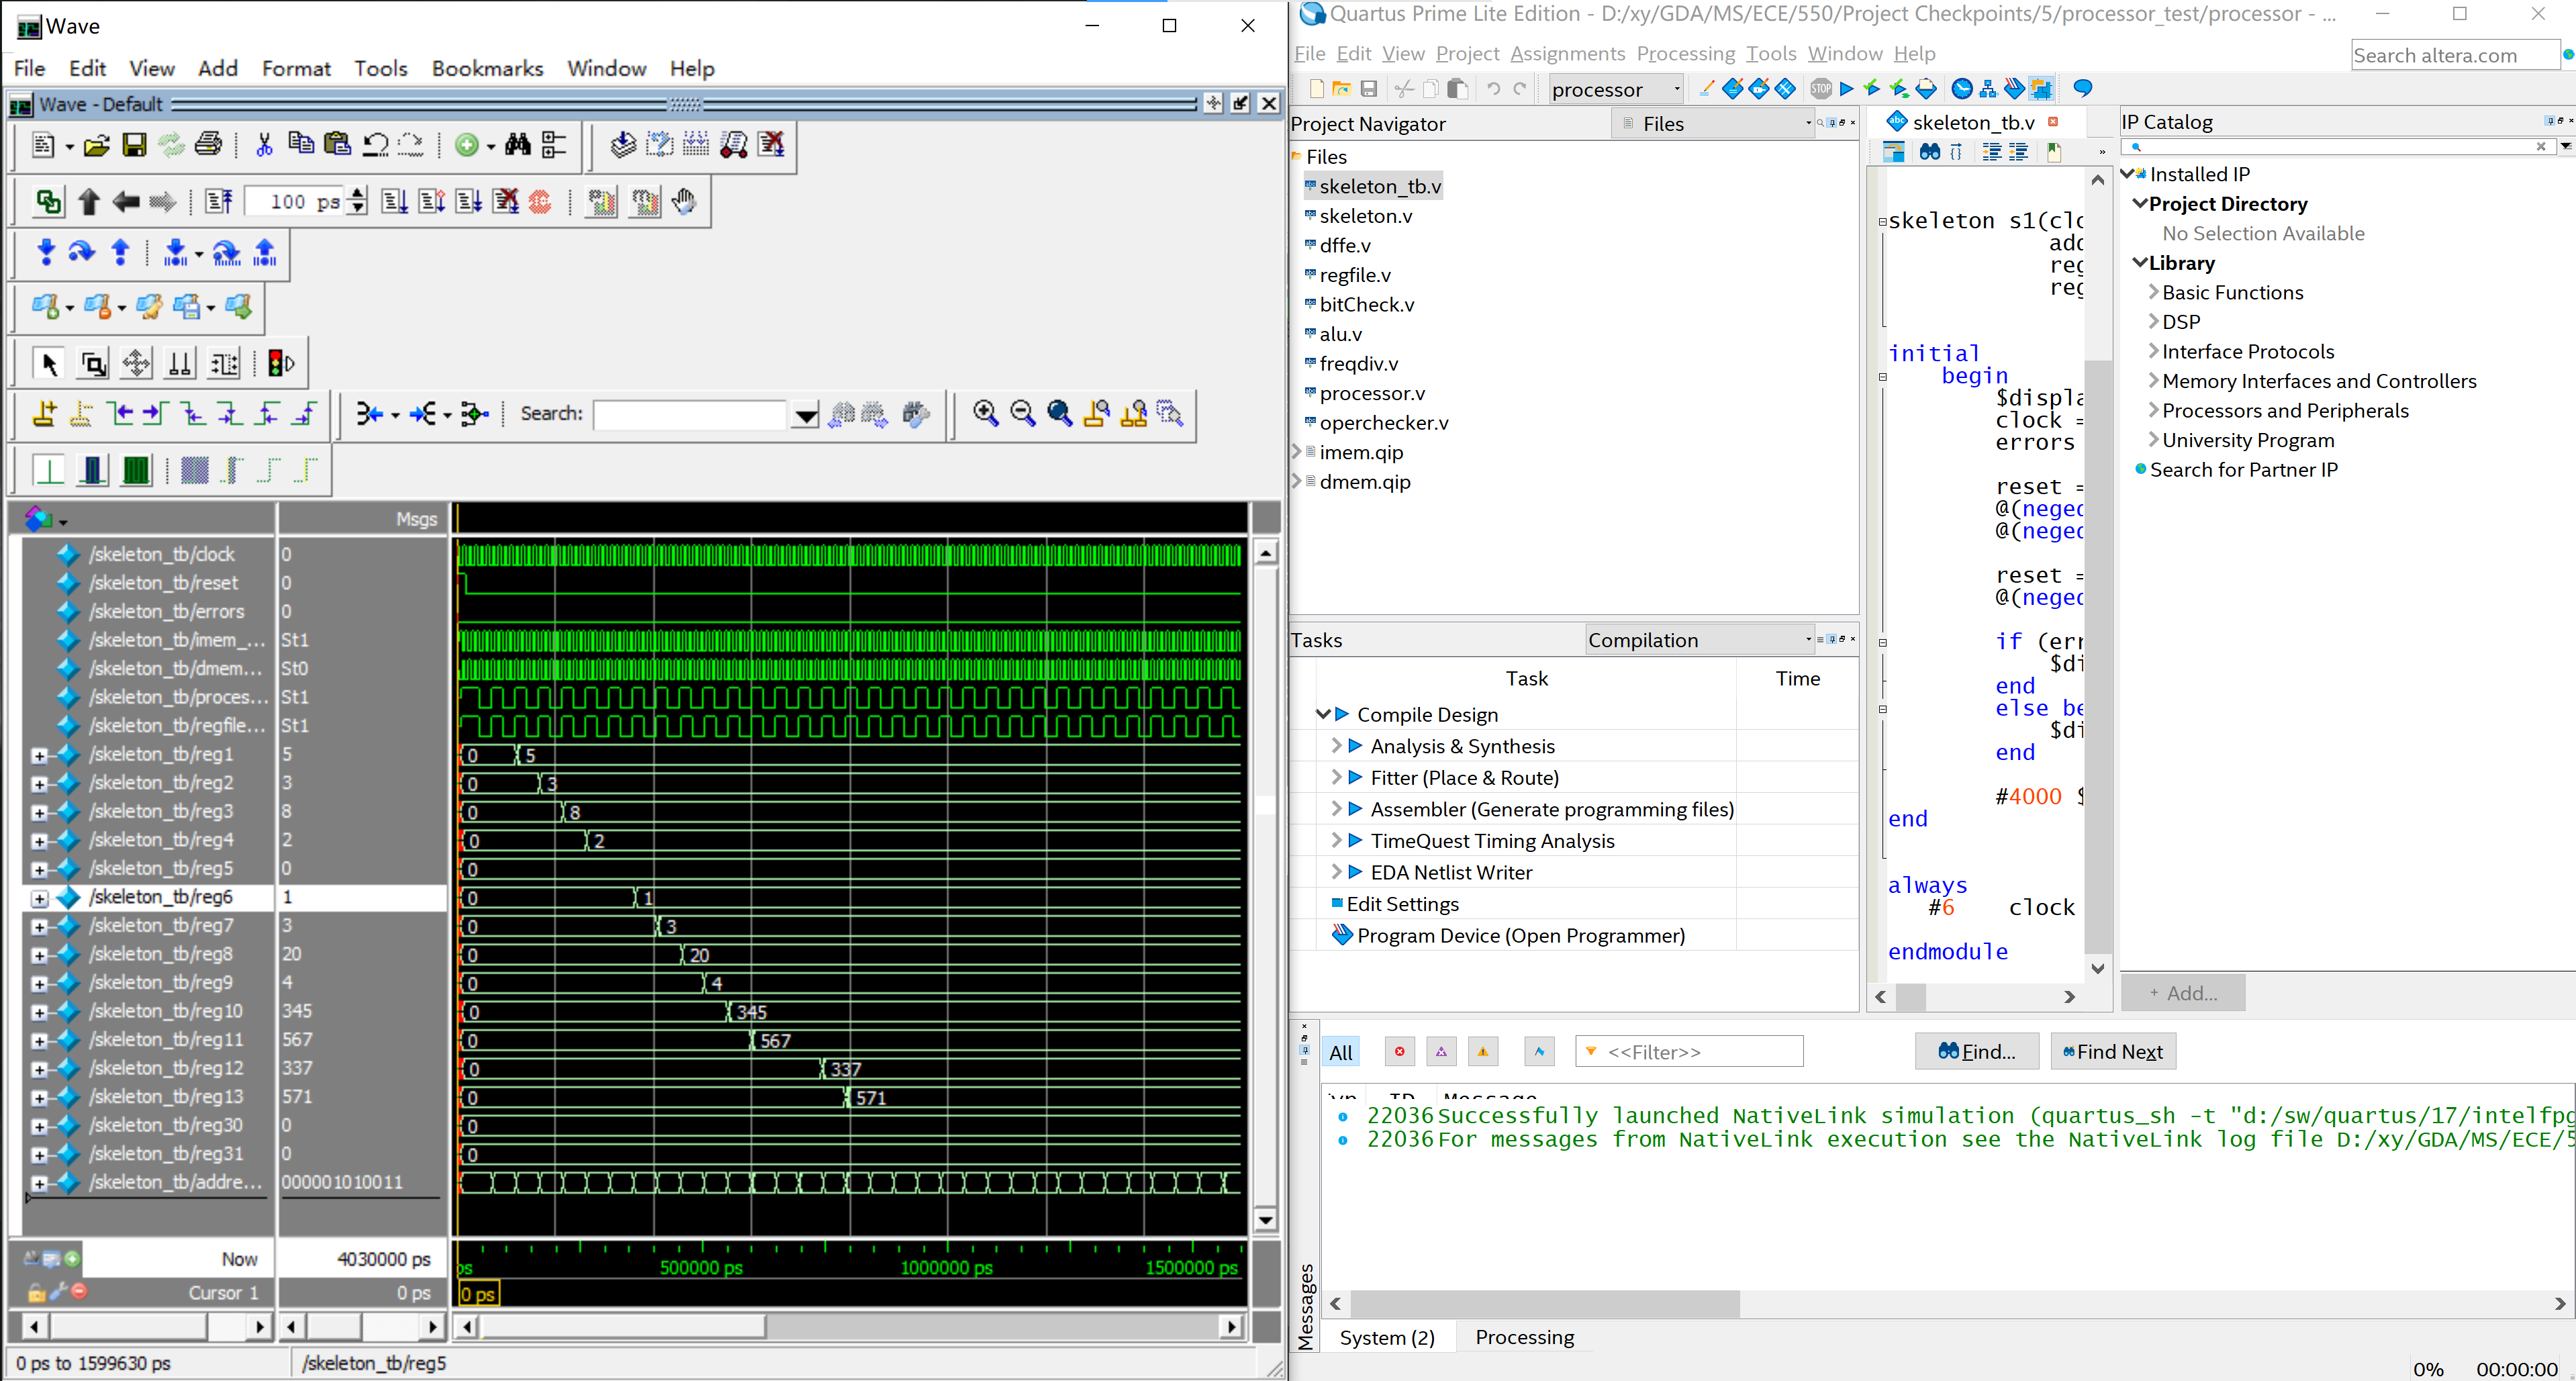 Wave
File Edit View Add Format Tools Bookmarks Window Help
Wave - Default
100 ps
Search:
Msgs
/skeleton_tb/clock 0
/skeleton_tb/reset 0
/skeleton_tb/errors 0
/skeleton_tb/imem_... St1
/skeleton_tb/dmem... St0
/skeleton_tb/proces... St1
/skeleton_tb/regfile... St1
/skeleton_tb/reg1 5 0 5
/skeleton_tb/reg2 3 0 3
/skeleton_tb/reg3 8 0 8
/skeleton_tb/reg4 2 0 2
/skeleton_tb/reg5 0 0
/skeleton_tb/reg6 1 0 1
/skeleton_tb/reg7 3 0 3
/skeleton_tb/reg8 20 0 20
/skeleton_tb/reg9 4 0 4
/skeleton_tb/reg10 345 0 345
/skeleton_tb/reg11 567 0 567
/skeleton_tb/reg12 337 0 337
/skeleton_tb/reg13 571 0 571
/skeleton_tb/reg30 0 0
/skeleton_tb/reg31 0 0
/skeleton_tb/addre... 000001010011
Now 4030000 ps ps 500000 ps 1000000 ps 1500000 ps
Cursor 1 0 ps 0 ps
0 ps to 1599630 ps /skeleton_tb/reg5
Quartus Prime Lite Edition - D:/xy/GDA/MS/ECE/550/Project Checkpoints/5/processor_test/processor - ...
File Edit View Project Assignments Processing Tools Window Help
Search altera.com
processor
STOP
Project Navigator Files
Files
skeleton_tb.v
skeleton.v
dffe.v
regfile.v
bitCheck.v
alu.v
freqdiv.v
processor.v
operchecker.v
imem.qip
dmem.qip
Tasks Compilation
Task Time
Compile Design
Analysis & Synthesis
Fitter (Place & Route)
Assembler (Generate programming files)
TimeQuest Timing Analysis
EDA Netlist Writer
Edit Settings
Program Device (Open Programmer)
abc skeleton_tb.v
skeleton s1(clo
add
reg
reg
initial
begin
$displa
clock =
errors
reset =
@(neged
@(neged
reset =
@(neged
if (err
$di
end
else be
$di
end
#4000 $
end
always
#6 clock
endmodule
IP Catalog
Installed IP
Project Directory
No Selection Available
Library
Basic Functions
DSP
Interface Protocols
Memory Interfaces and Controllers
Processors and Peripherals
University Program
Search for Partner IP
+ Add...
All <<Filter>> Find... Find Next
ID Message
22036 Successfully launched NativeLink simulation (quartus_sh -t "d:/sw/quartus/17/intelfpg
22036 For messages from NativeLink execution see the NativeLink log file D:/xy/GDA/MS/ECE/5
Messages
System (2) Processing
0% 00:00:00